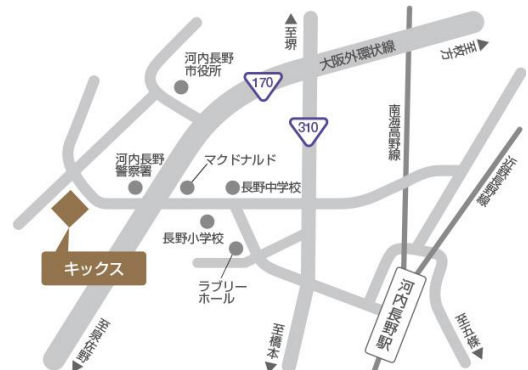 至堺
大阪外環状線
至枚方
河内長野
市役所
170
310
南海高野線
近鉄長野線
河内長野
警察署
マクドナルド
長野中学校
長野小学校
キックス
ラブリー
ホール
河内長野駅
至泉佐野
至橋本
至五條